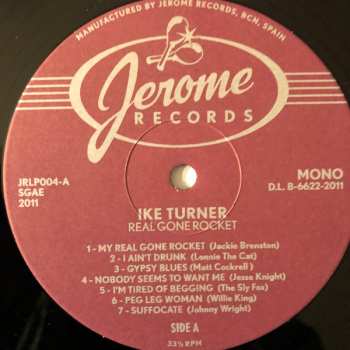 MANUFACTURED BY JEROME RECORDS, BCN, SPAIN
Jerome
RECORDS
JRLP004-A
SGAE
2011
MONO
D.L. B-6622-2011
IKE TURNER
REAL GONE ROCKET
1 - MY REAL GONE ROCKET (Jackie Brenston)
2 - I AIN'T DRUNK (Lonnie The Cat)
3 - GYPSY BLUES (Matt Cockrell)
4 - NOBODY SEEMS TO WANT ME (Jesse Knight)
5 - I'M TIRED OF BEGGING (The Sly Fox)
6 - PEG LEG WOMAN (Willie King)
7 - SUFFOCATE (Johnny Wright)
SIDE A
33⅓ RPM